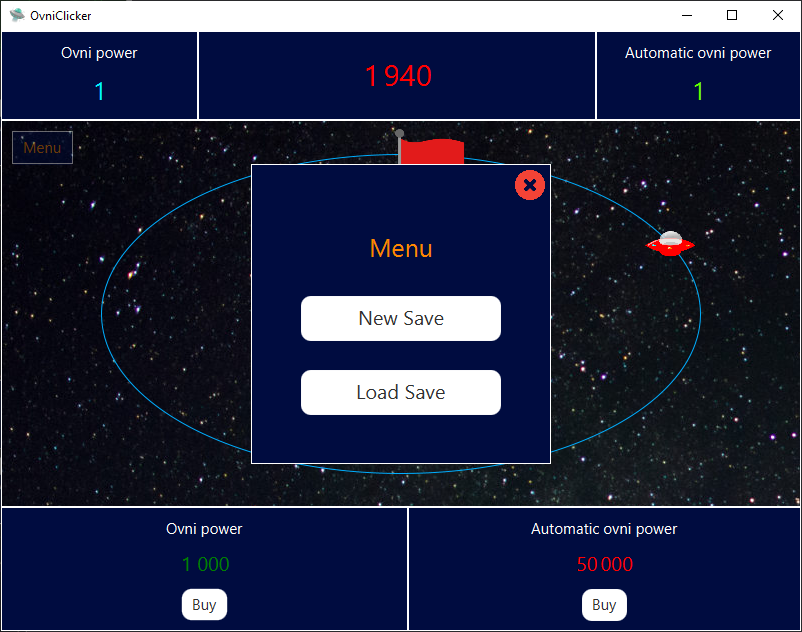 OvniClicker
Ovni power
1
1 940
Automatic ovni power
1
Menu
Menu
New Save
Load Save
Ovni power
1 000
Buy
Automatic ovni power
50 000
Buy